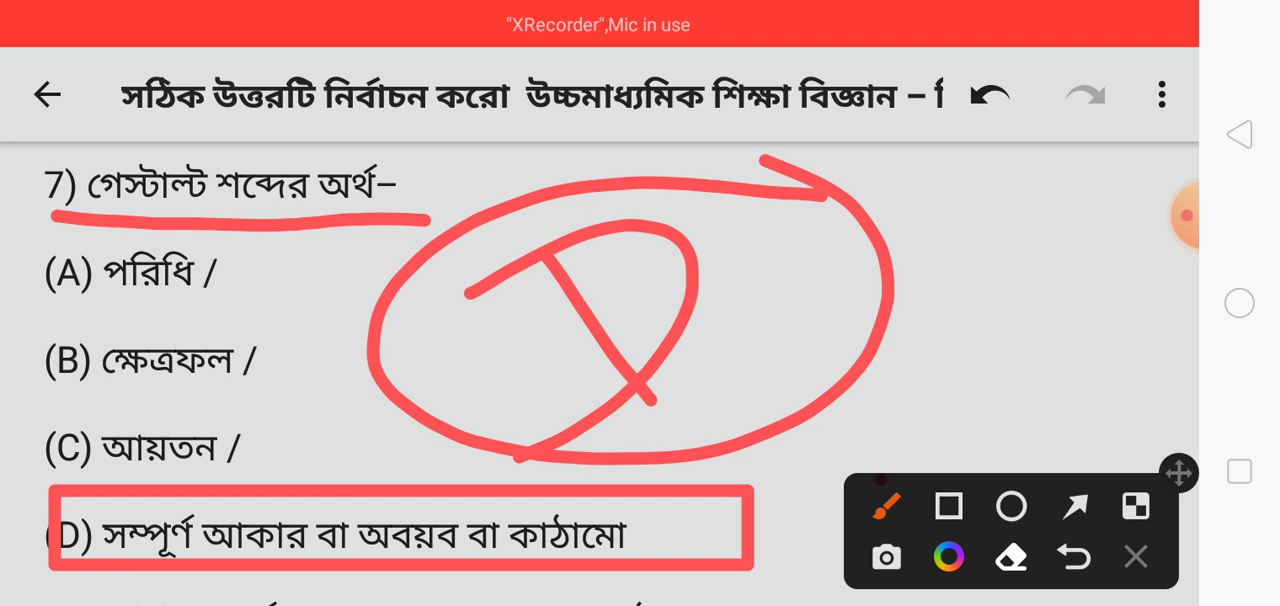 "XRecorder",Mic in use
সঠিক উত্তরটি নির্বাচন করো উচ্চমাধ্যমিক শিক্ষা বিজ্ঞান –
7) গেস্টাল্ট শব্দের অর্থ–
(A) পরিধি /
(B) ক্ষেত্রফল /
(C) আয়তন /
(D) সম্পূর্ণ আকার বা অবয়ব বা কাঠামো